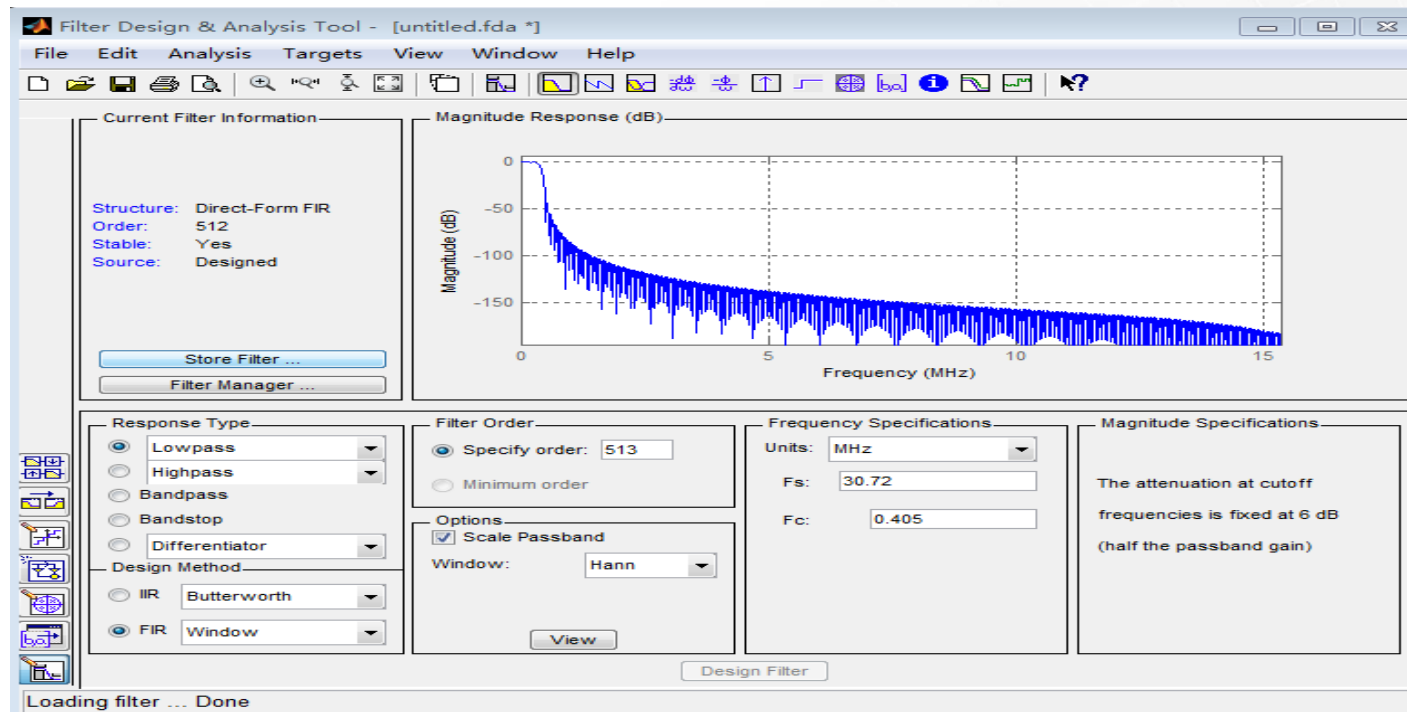 Filter Design & Analysis Tool - [untitled.fda *]
File Edit Analysis Targets View Window Help
Current Filter Information
Structure: Direct-Form FIR
Order: 512
Stable: Yes
Source: Designed
Store Filter ...
Filter Manager ...
Magnitude Response (dB)
Magnitude (dB)
0
-50
-100
-150
0 5 10 15
Frequency (MHz)
Response Type
Lowpass
Highpass
Bandpass
Bandstop
Differentiator
Design Method
IIR Butterworth
FIR Window
Filter Order
Specify order: 513
Minimum order
Options
Scale Passband
Window: Hann
View
Frequency Specifications
Units: MHz
Fs: 30.72
Fc: 0.405
Magnitude Specifications
The attenuation at cutoff
frequencies is fixed at 6 dB
(half the passband gain)
Design Filter
Loading filter ... Done